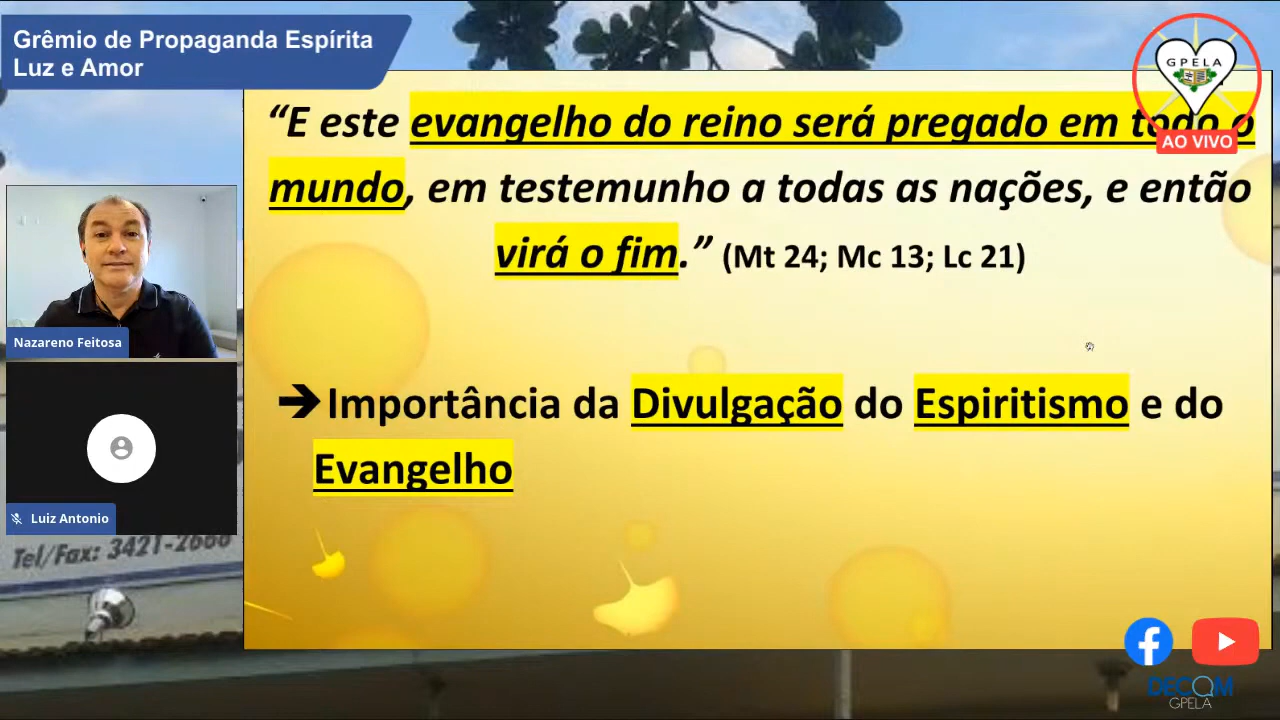 Grêmio de Propaganda Espírita
Luz e Amor
GPELA
AO VIVO
“E este evangelho do reino será pregado em todo o
mundo, em testemunho a todas as nações, e então
virá o fim.” (Mt 24; Mc 13; Lc 21)
➔Importância da Divulgação do Espiritismo e do
Evangelho
Nazareno Feitosa
Luiz Antonio
Tel/Fax: 3421-2668
DECOM
GPELA